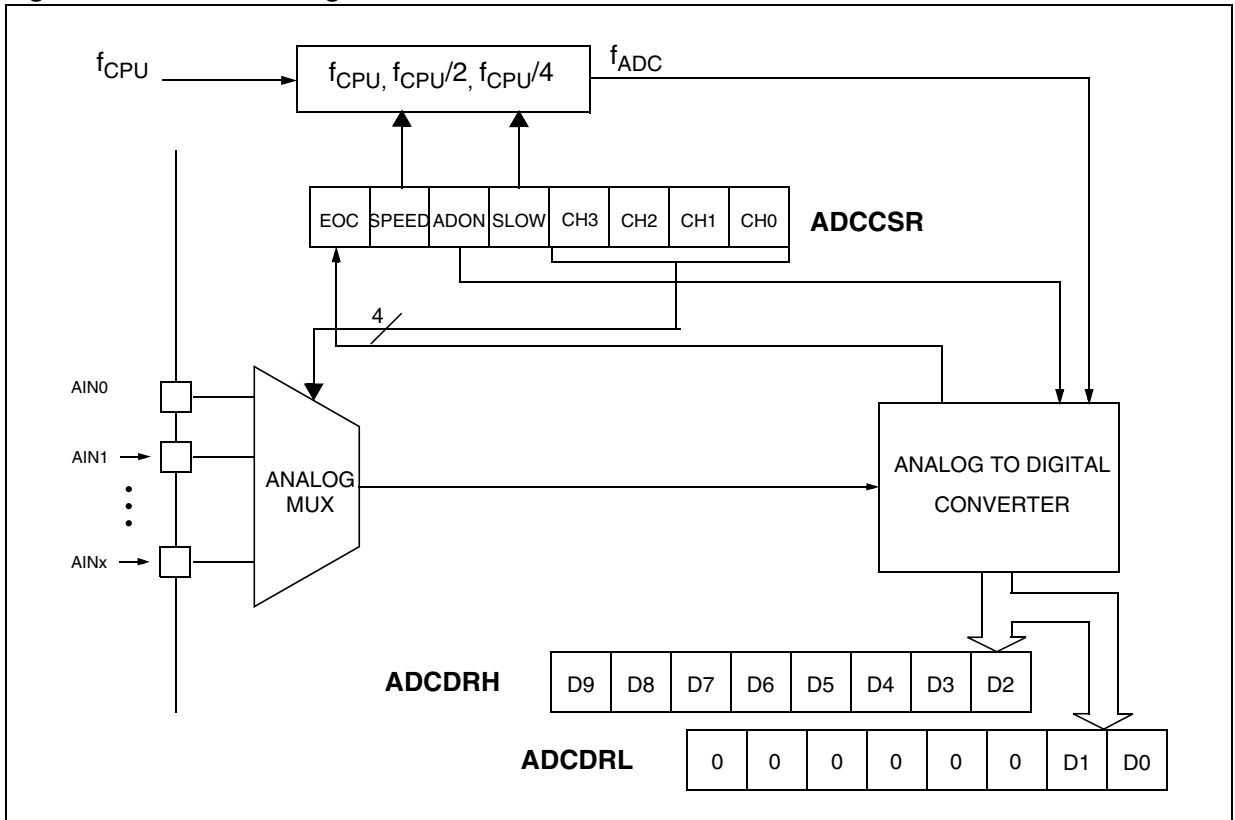 fCPU
fCPU, fCPU/2, fCPU/4
fADC
EOC SPEED ADON SLOW CH3 CH2 CH1 CH0
ADCCSR
4
AIN0
AIN1
AINx
ANALOG
MUX
ANALOG TO DIGITAL
CONVERTER
ADCDRH
D9 D8 D7 D6 D5 D4 D3 D2
ADCDRL
0 0 0 0 0 0 D1 D0